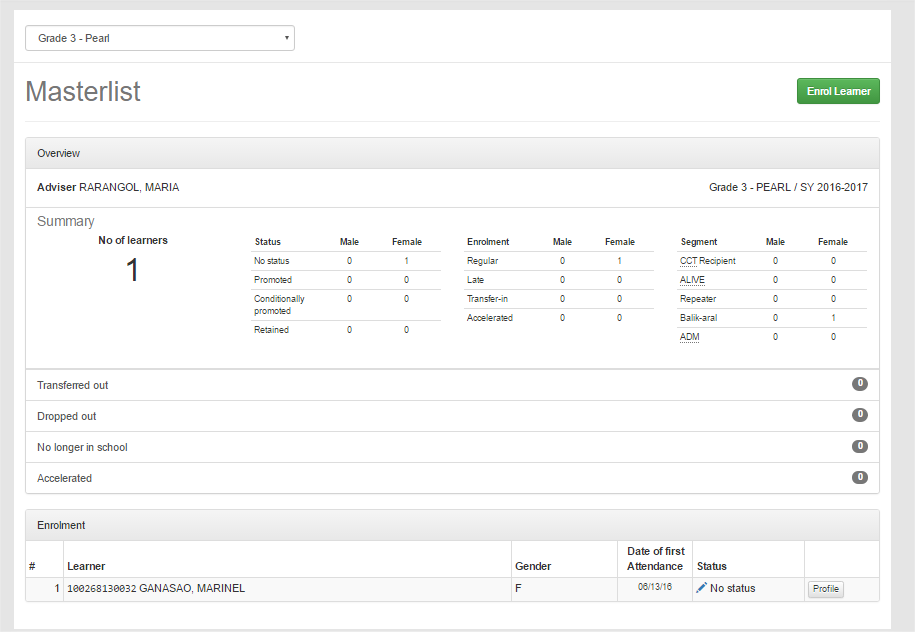 Grade 3 - Pearl
Masterlist
Enrol Learner
Overview
Adviser RARANGOL, MARIA
Grade 3 - PEARL / SY 2016-2017
Summary
No of learners
1
Status Male Female
No status 0 1
Promoted 0 0
Conditionally promoted 0 0
Retained 0 0
Enrolment Male Female
Regular 0 1
Late 0 0
Transfer-in 0 0
Accelerated 0 0
Segment Male Female
CCT Recipient 0 0
ALIVE 0 0
Repeater 0 0
Balik-aral 0 1
ADM 0 0
Transferred out 0
Dropped out 0
No longer in school 0
Accelerated 0
Enrolment
# Learner Gender Date of first Attendance Status
1 100268130032 GANASAO, MARINEL F 06/13/16 No status Profile